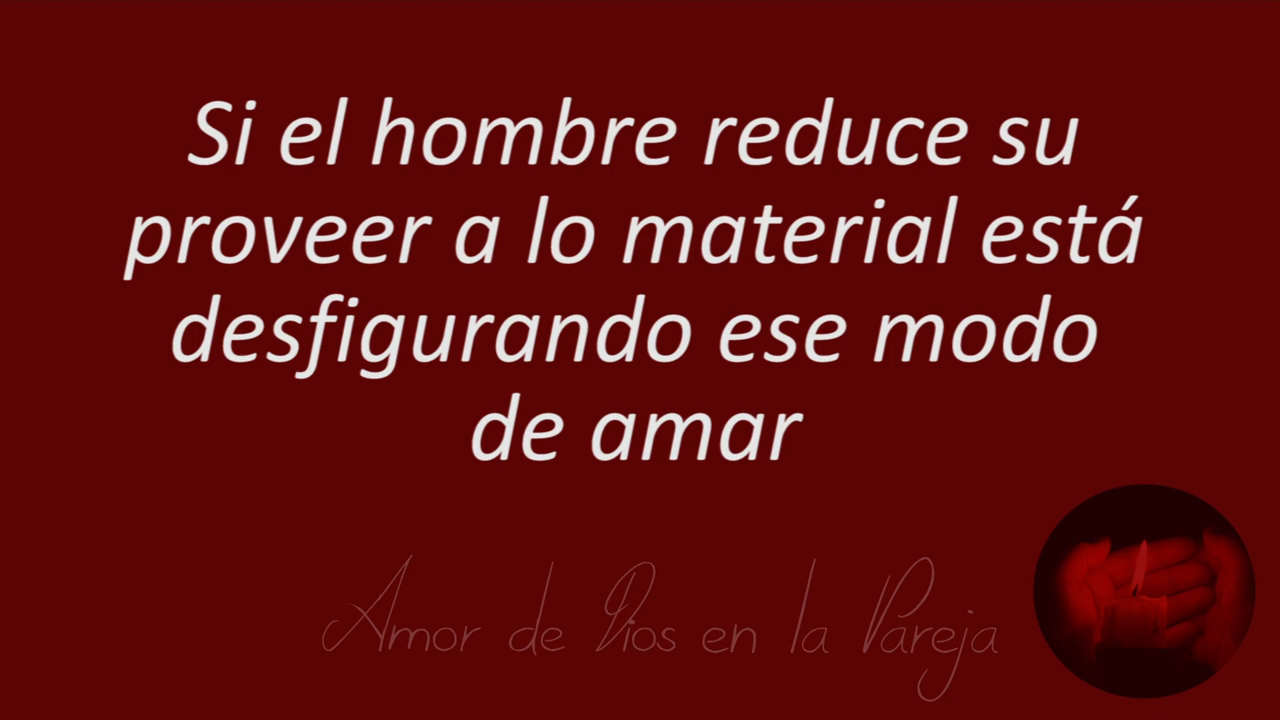 Si el hombre reduce su
proveer a lo material está
desfigurando ese modo
de amar
Amor de Dios en la Pareja